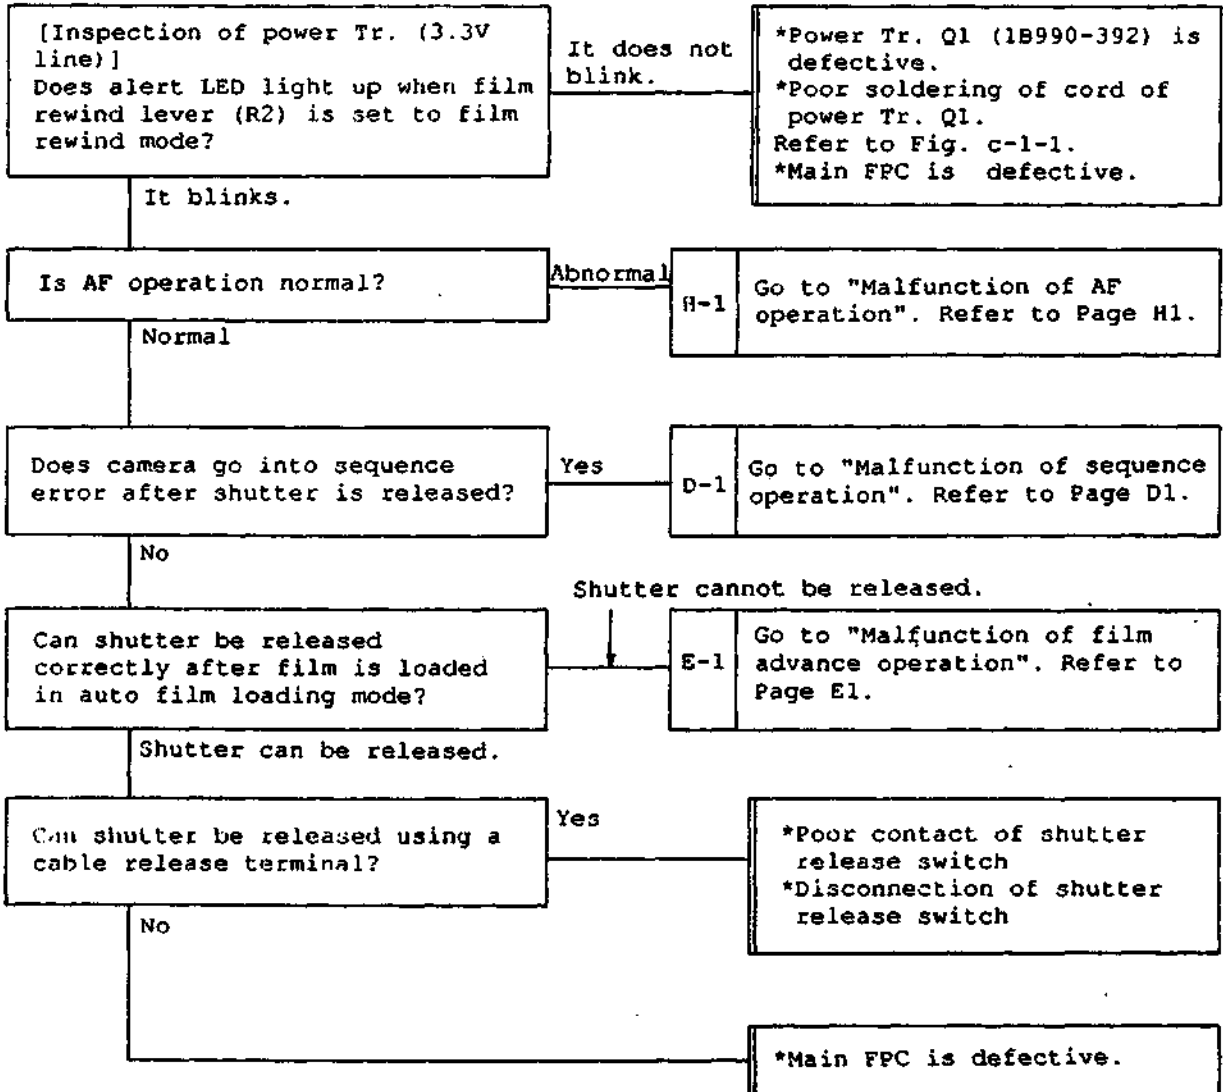 [Inspection of power Tr. (3.3V
line)]
Does alert LED light up when film
rewind lever (R2) is set to film
rewind mode?
It does not
blink.
*Power Tr. Q1 (1B990-392) is
defective.
*Poor soldering of cord of
power Tr. Q1.
Refer to Fig. c-1-1.
*Main FPC is defective.
It blinks.
Is AF operation normal?
Abnormal
H-1
Go to "Malfunction of AF
operation". Refer to Page H1.
Normal
Does camera go into sequence
error after shutter is released?
Yes
D-1
Go to "Malfunction of sequence
operation". Refer to Page D1.
No
Shutter cannot be released.
Can shutter be released
correctly after film is loaded
in auto film loading mode?
E-1
Go to "Malfunction of film
advance operation". Refer to
Page E1.
Shutter can be released.
Can shutter be released using a
cable release terminal?
Yes
*Poor contact of shutter
release switch
*Disconnection of shutter
release switch
No
*Main FPC is defective.